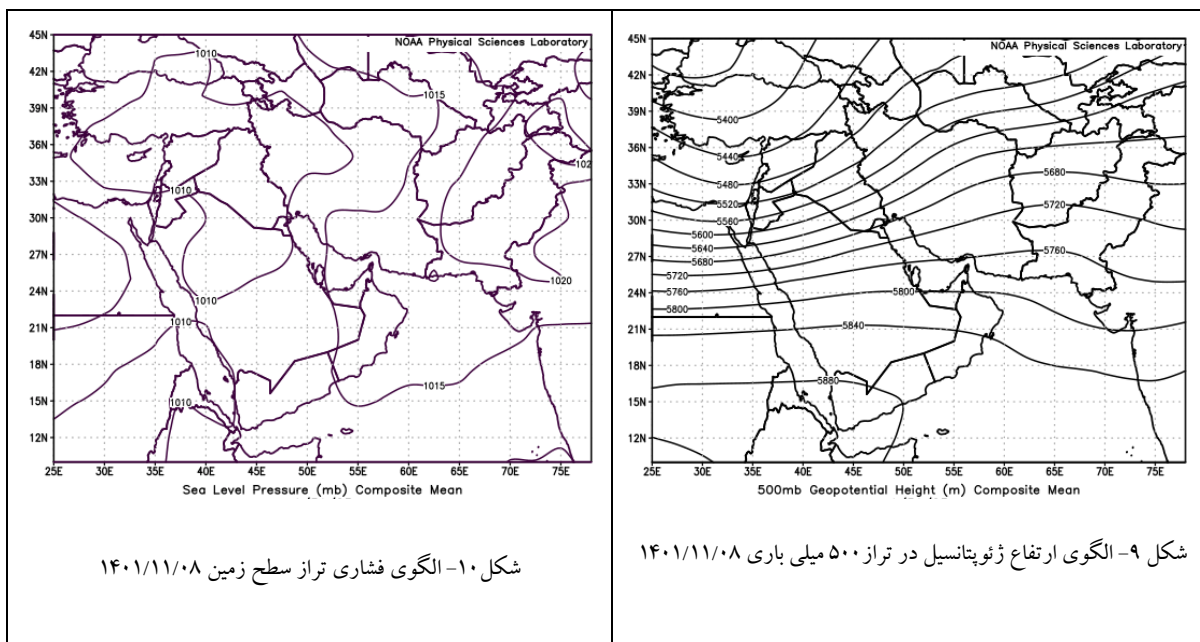 45N
NOAA Physical Sciences Laboratory
1010
42N
1015
39N
36N
102
33N
1010
30N
27N
1020
24N
1010
21N
1010
18N
1015
15N
1010
12N
25E 30E 35E 40E 45E 50E 55E 60E 65E 70E 75E
Sea Level Pressure (mb) Composite Mean
شکل ۱۰- الگوی فشاری تراز سطح زمین ۱۴۰۱/۱۱/۰۸
45N
NOAA Physical Sciences Laboratory
42N
39N
5400
36N
5440
33N
5480
5680
5520
30N
5560
5720
5600
27N
5640
5760
5680
5720
24N
5760
5800
5800
21N
5840
18N
5880
15N
12N
25E 30E 35E 40E 45E 50E 55E 60E 65E 70E 75E
500mb Geopotential Height (m) Composite Mean
شکل ۹- الگوی ارتفاع ژئوپتانسیل در تراز ۵۰۰ میلی باری ۱۴۰۱/۱۱/۰۸